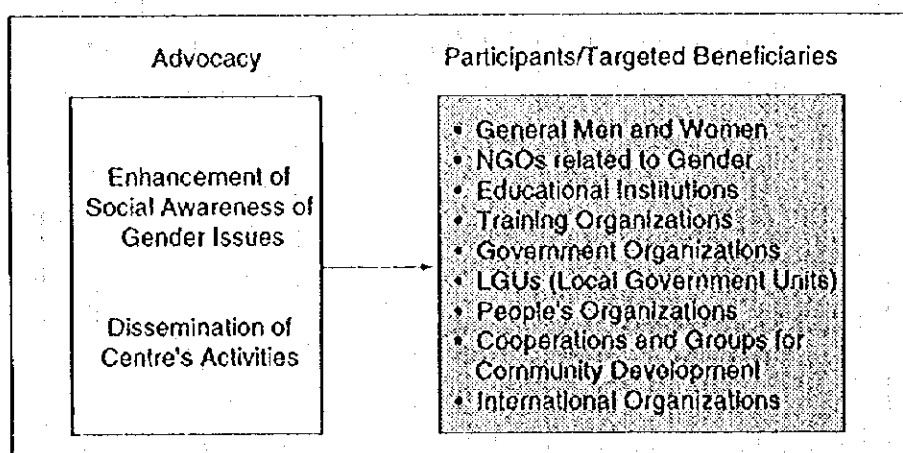 Advocacy
Enhancement of
Social Awareness of
Gender Issues
Dissemination of
Centre's Activities
Participants/Targeted Beneficiaries
• General Men and Women
• NGOs related to Gender
• Educational Institutions
• Training Organizations
• Government Organizations
• LGUs (Local Government Units)
• People's Organizations
• Cooperations and Groups for
Community Development
• International Organizations